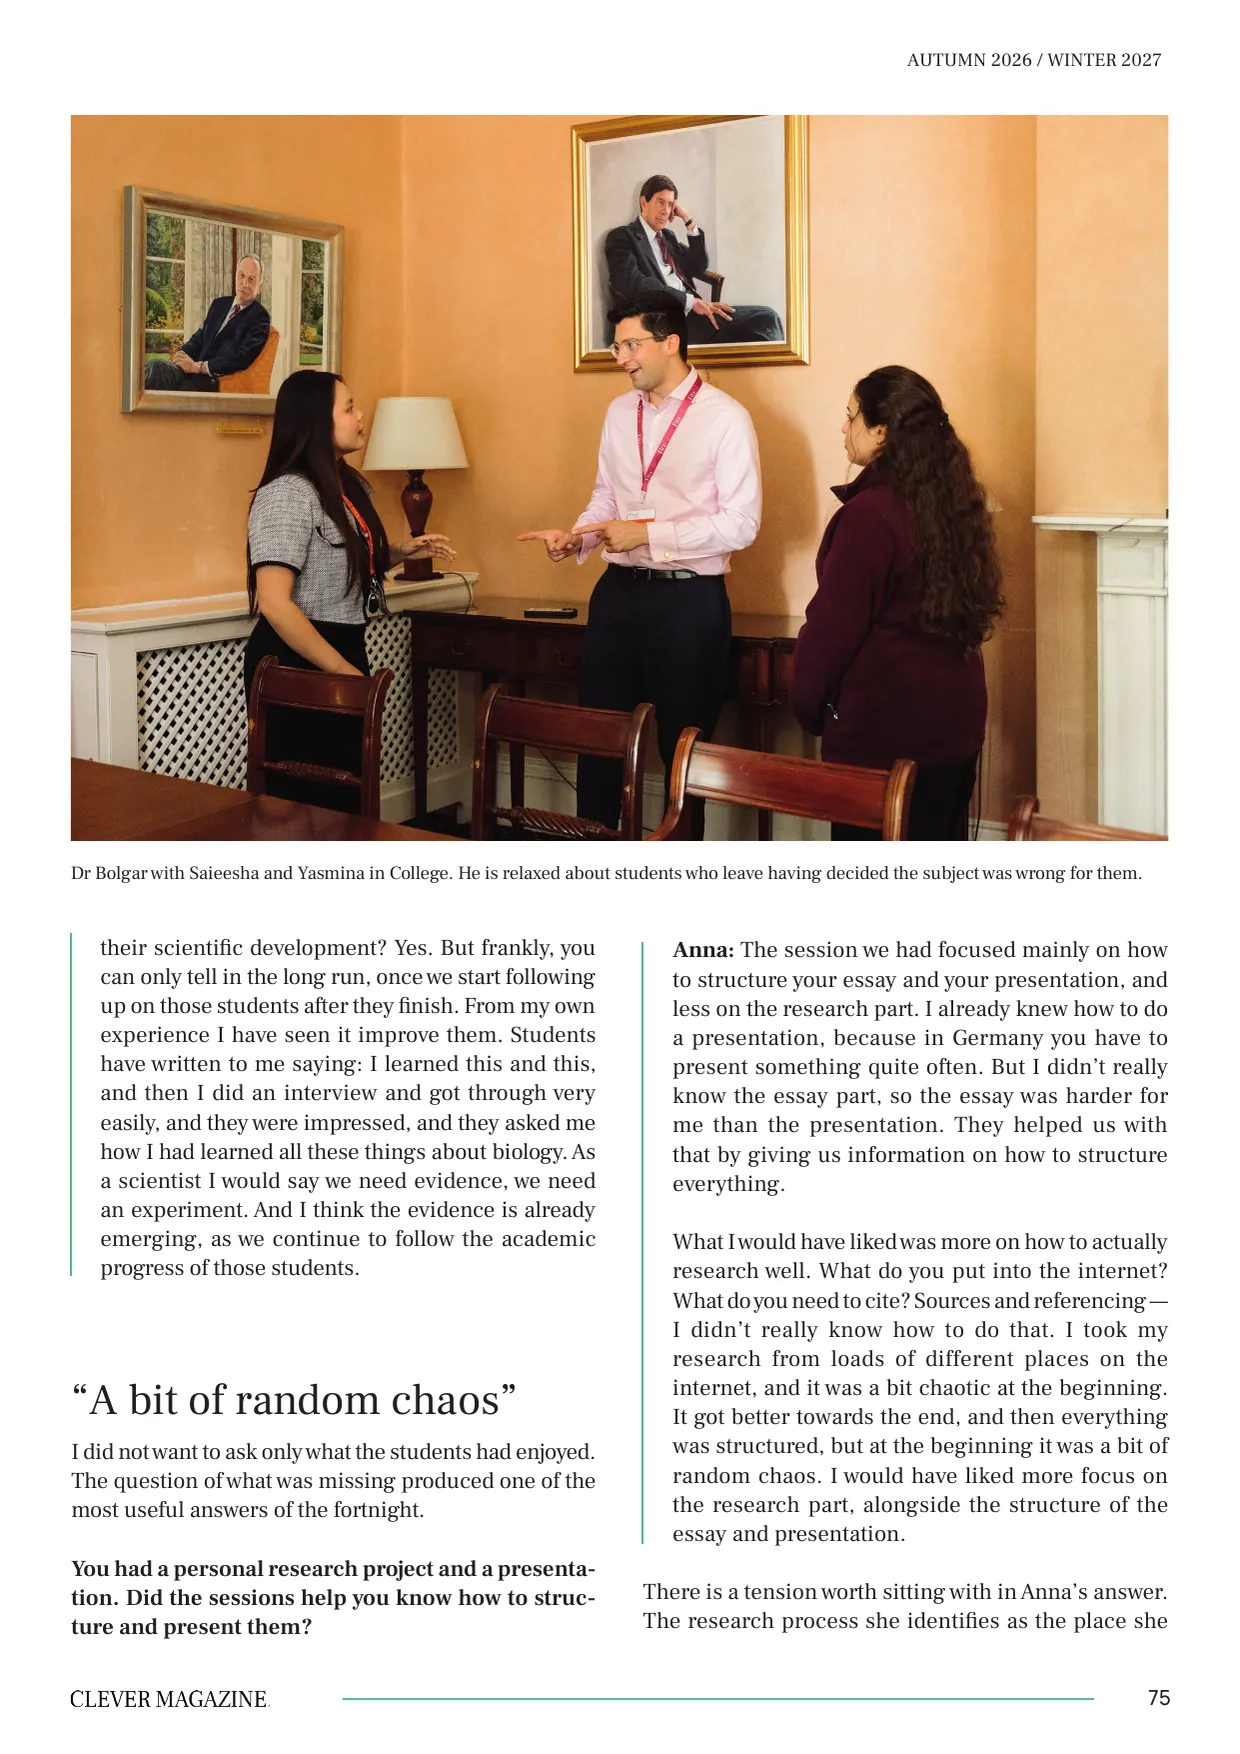 AUTUMN 2026 / WINTER 2027
Dr Bolgar with Saieesha and Yasmina in College. He is relaxed about students who leave having decided the subject was wrong for them.
their scientific development? Yes. But frankly, you
can only tell in the long run, once we start following
up on those students after they finish. From my own
experience I have seen it improve them. Students
have written to me saying: I learned this and this,
and then I did an interview and got through very
easily, and they were impressed, and they asked me
how I had learned all these things about biology. As
a scientist I would say we need evidence, we need
an experiment. And I think the evidence is already
emerging, as we continue to follow the academic
progress of those students.
“A bit of random chaos”
I did not want to ask only what the students had enjoyed.
The question of what was missing produced one of the
most useful answers of the fortnight.
You had a personal research project and a presenta-
tion. Did the sessions help you know how to struc-
ture and present them?
Anna: The session we had focused mainly on how
to structure your essay and your presentation, and
less on the research part. I already knew how to do
a presentation, because in Germany you have to
present something quite often. But I didn’t really
know the essay part, so the essay was harder for
me than the presentation. They helped us with
that by giving us information on how to structure
everything.
What I would have liked was more on how to actually
research well. What do you put into the internet?
What do you need to cite? Sources and referencing —
I didn’t really know how to do that. I took my
research from loads of different places on the
internet, and it was a bit chaotic at the beginning.
It got better towards the end, and then everything
was structured, but at the beginning it was a bit of
random chaos. I would have liked more focus on
the research part, alongside the structure of the
essay and presentation.
There is a tension worth sitting with in Anna’s answer.
The research process she identifies as the place she
CLEVER MAGAZINE.
75